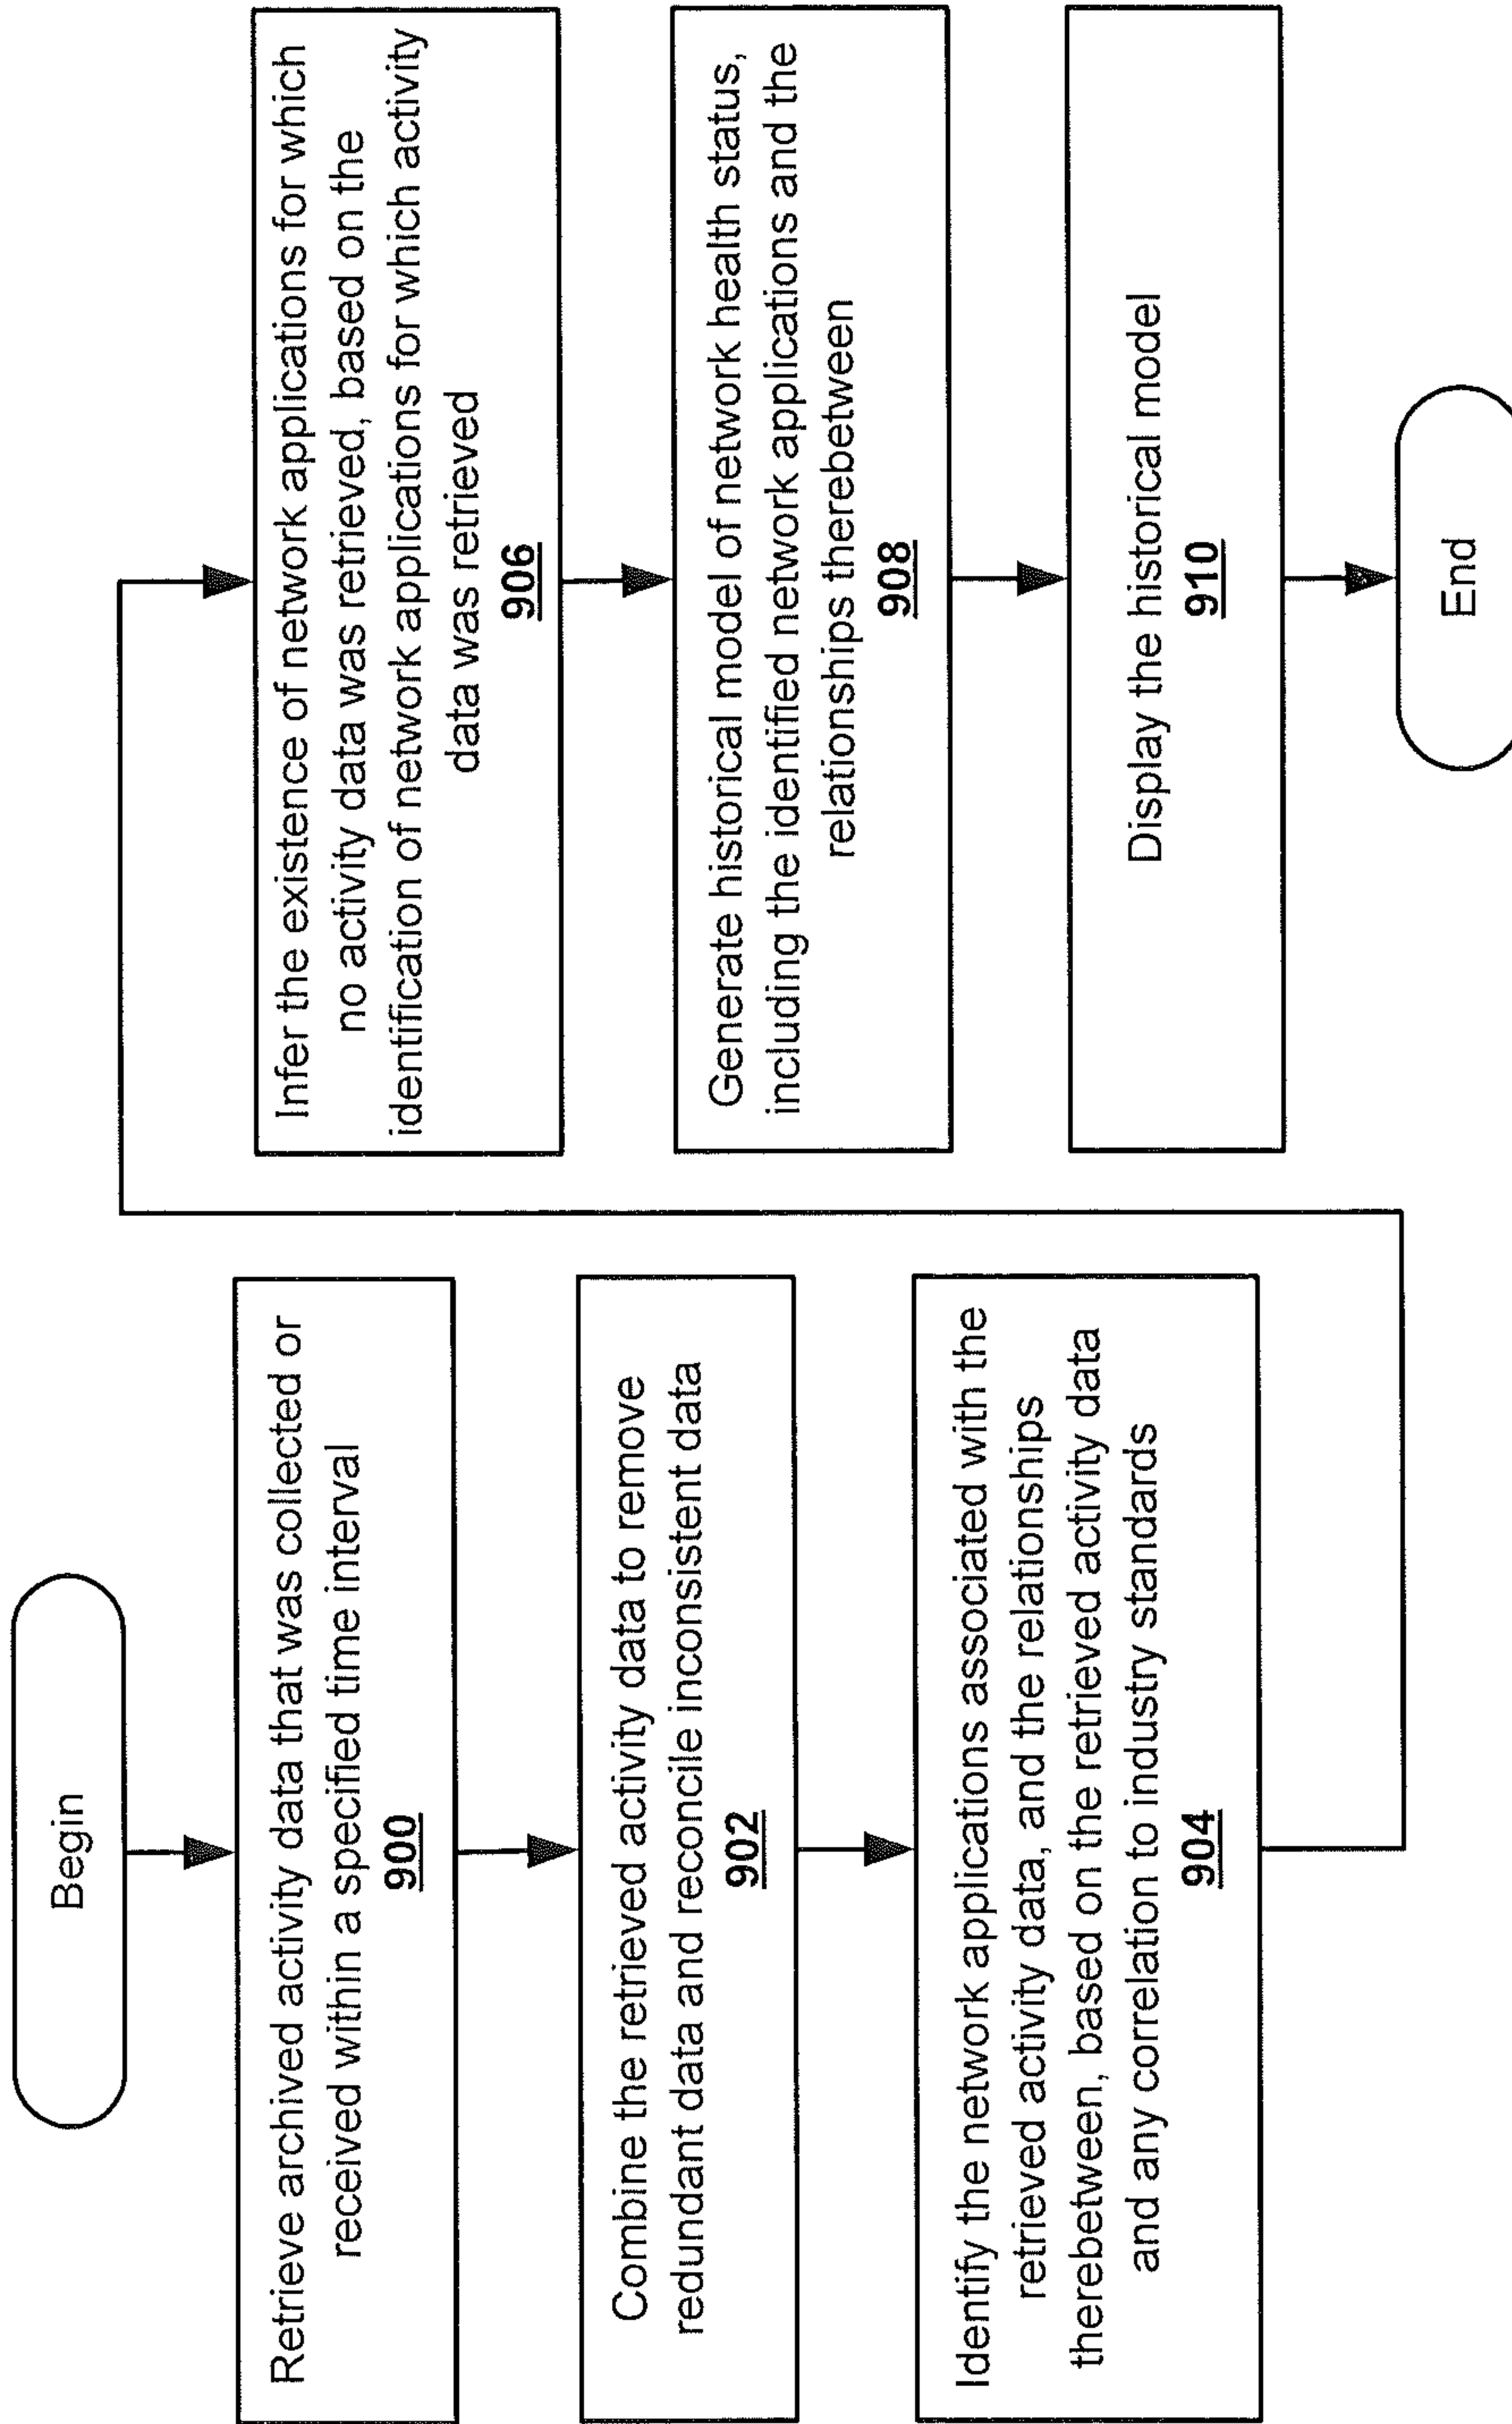 Begin
Retrieve archived activity data that was collected or
received within a specified time interval
900
Combine the retrieved activity data to remove
redundant data and reconcile inconsistent data
902
Identify the network applications associated with the
retrieved activity data, and the relationships
therebetween, based on the retrieved activity data
and any correlation to industry standards
904
Infer the existence of network applications for which
no activity data was retrieved, based on the
identification of network applications for which activity
data was retrieved
906
Generate historical model of network health status,
including the identified network applications and the
relationships therebetween
908
Display the historical model
910
End